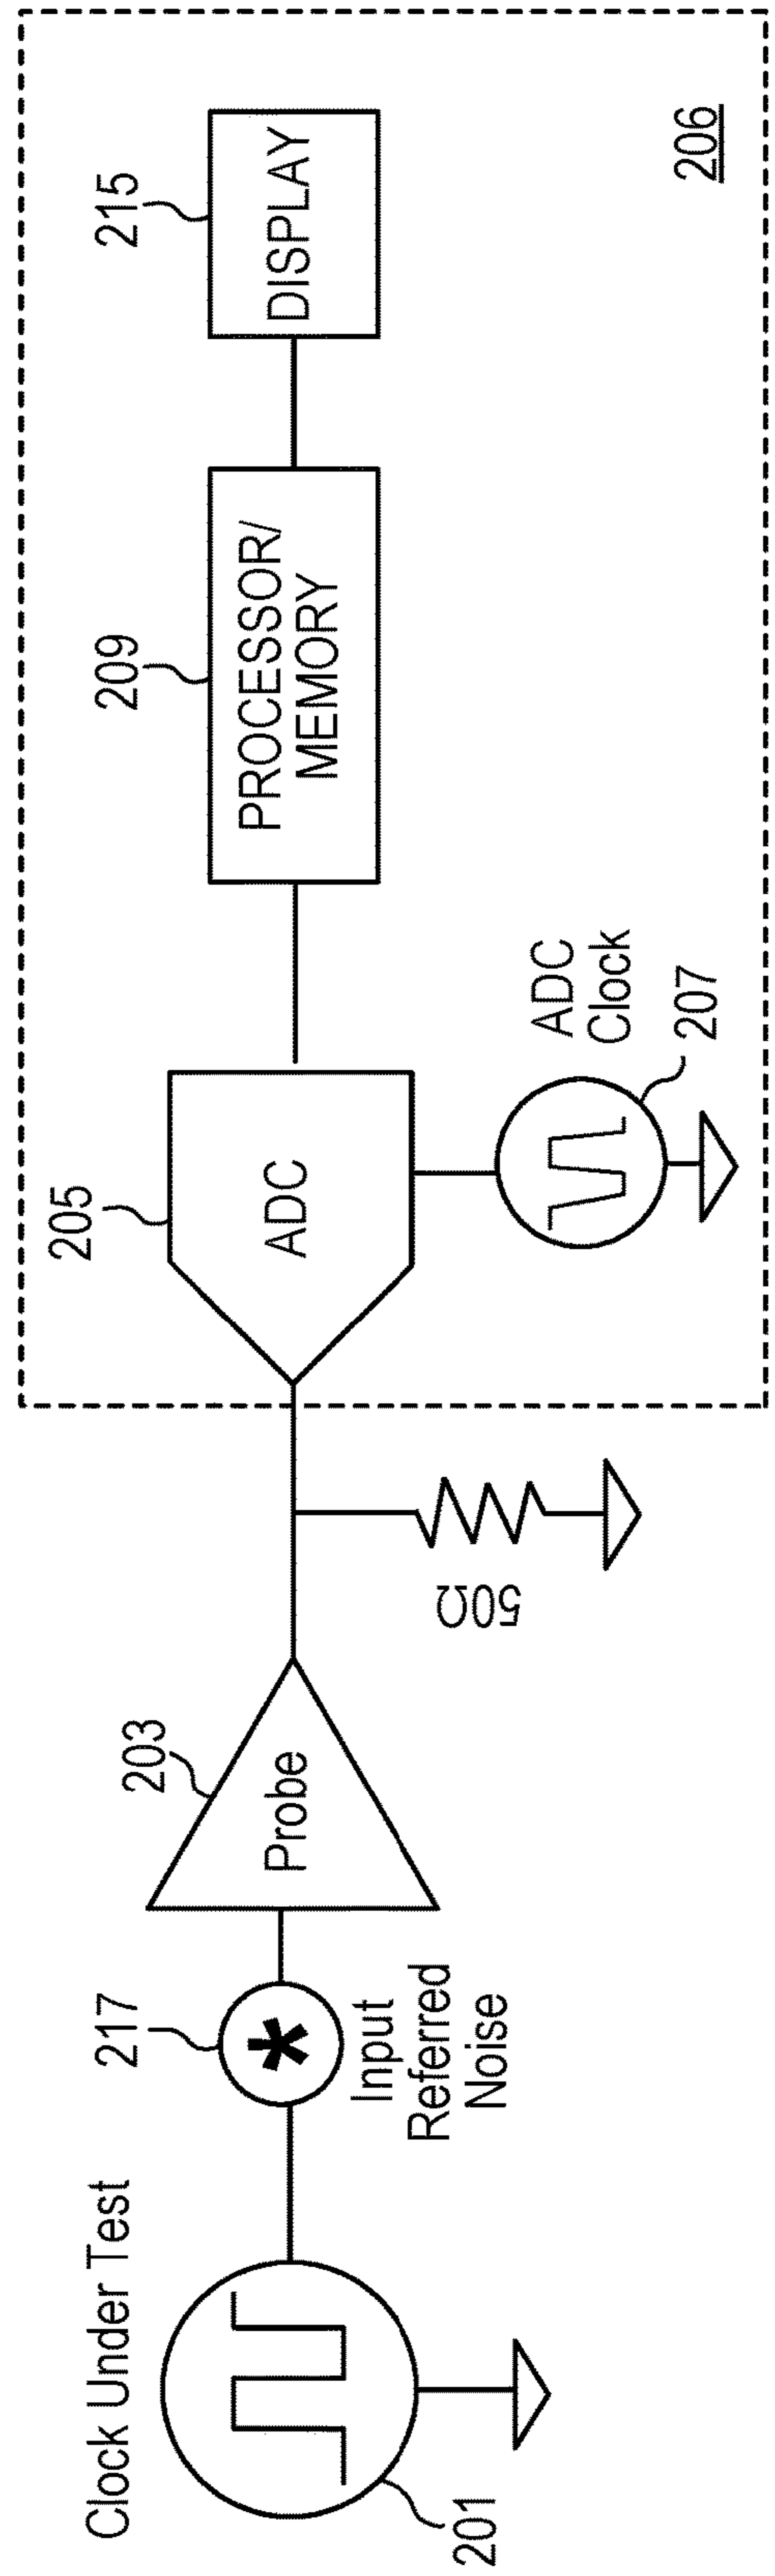 Clock Under Test
201
217
Input
Referred
Noise
203
Probe
50Ω
205
ADC
ADC
Clock
207
209
PROCESSOR/
MEMORY
215
DISPLAY
206